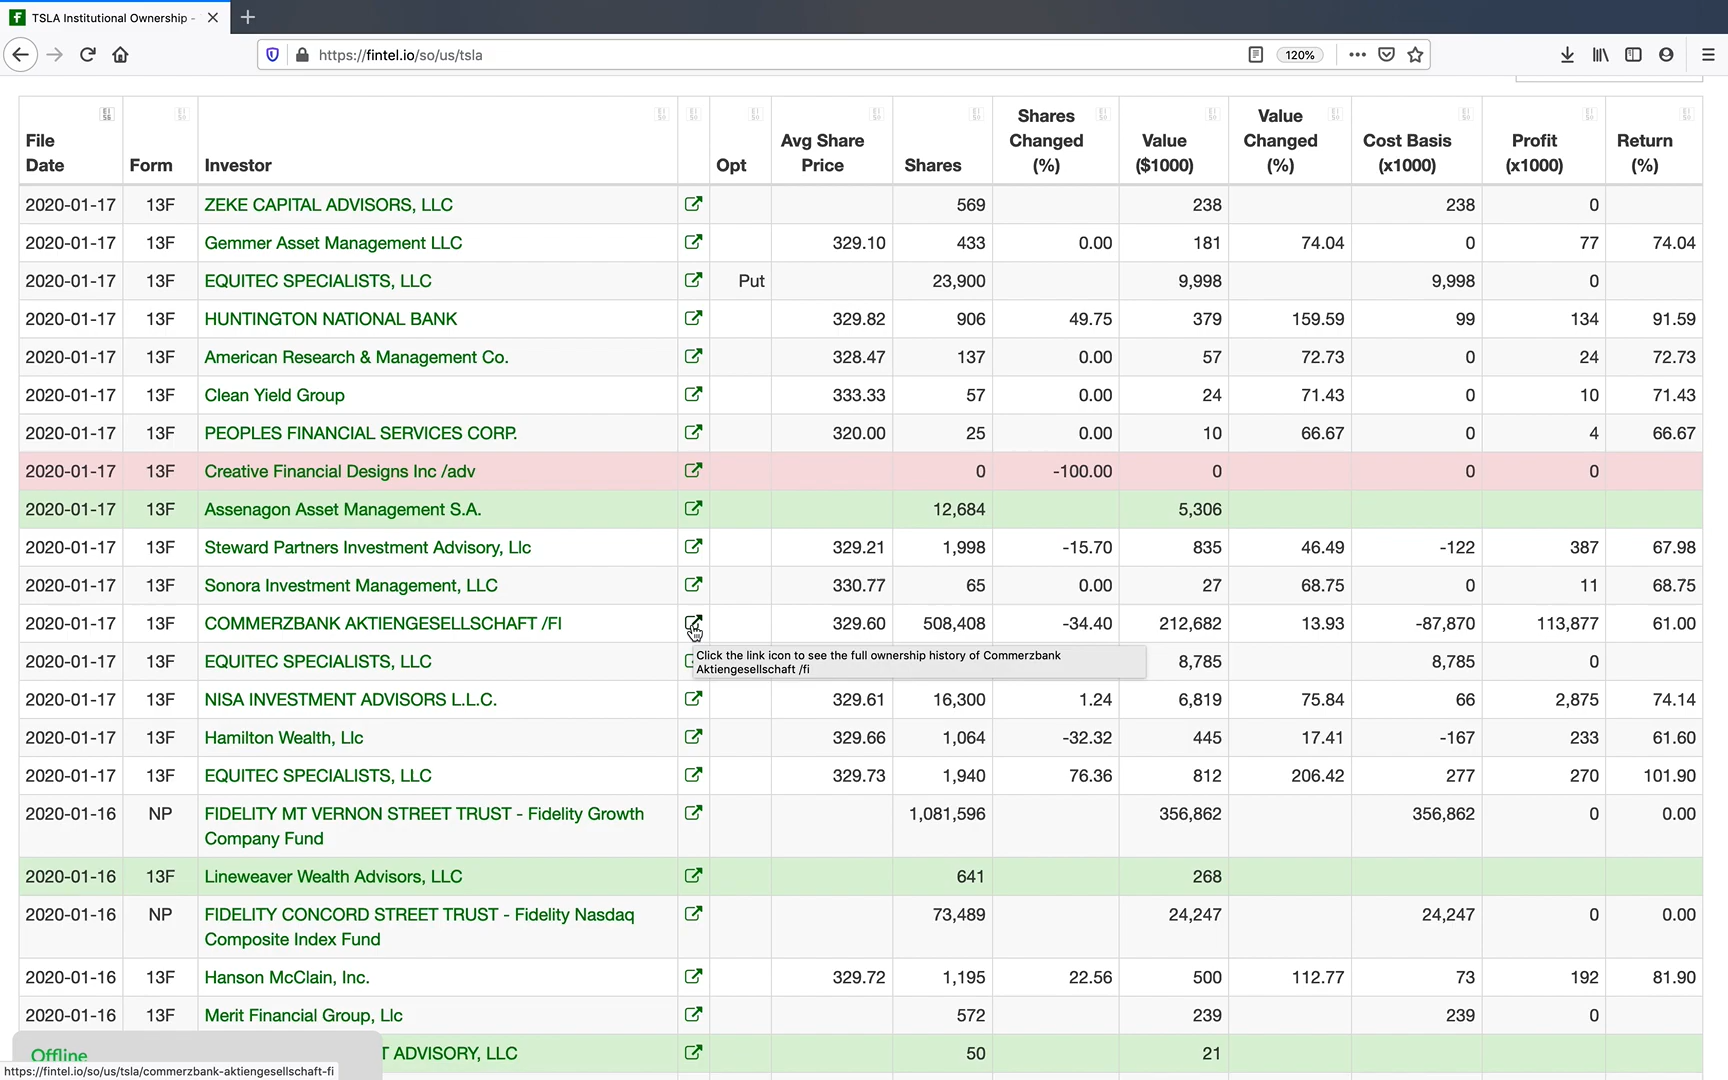 TSLA Institutional Ownership -
https://fintel.io/so/us/tsla
120%
File Date Form Investor Opt Avg Share Price Shares Shares Changed (%) Value ($1000) Value Changed (%) Cost Basis (x1000) Profit (x1000) Return (%)
2020-01-17 13F ZEKE CAPITAL ADVISORS, LLC 569 238 238 0
2020-01-17 13F Gemmer Asset Management LLC 329.10 433 0.00 181 74.04 0 77 74.04
2020-01-17 13F EQUITEC SPECIALISTS, LLC Put 23,900 9,998 9,998 0
2020-01-17 13F HUNTINGTON NATIONAL BANK 329.82 906 49.75 379 159.59 99 134 91.59
2020-01-17 13F American Research & Management Co. 328.47 137 0.00 57 72.73 0 24 72.73
2020-01-17 13F Clean Yield Group 333.33 57 0.00 24 71.43 0 10 71.43
2020-01-17 13F PEOPLES FINANCIAL SERVICES CORP. 320.00 25 0.00 10 66.67 0 4 66.67
2020-01-17 13F Creative Financial Designs Inc /adv 0 -100.00 0 0 0
2020-01-17 13F Assenagon Asset Management S.A. 12,684 5,306
2020-01-17 13F Steward Partners Investment Advisory, Llc 329.21 1,998 -15.70 835 46.49 -122 387 67.98
2020-01-17 13F Sonora Investment Management, LLC 330.77 65 0.00 27 68.75 0 11 68.75
2020-01-17 13F COMMERZBANK AKTIENGESELLSCHAFT /FI 329.60 508,408 -34.40 212,682 13.93 -87,870 113,877 61.00
Click the link icon to see the full ownership history of Commerzbank
Aktiengesellschaft /fi
2020-01-17 13F EQUITEC SPECIALISTS, LLC 8,785 8,785 0
2020-01-17 13F NISA INVESTMENT ADVISORS L.L.C. 329.61 16,300 1.24 6,819 75.84 66 2,875 74.14
2020-01-17 13F Hamilton Wealth, Llc 329.66 1,064 -32.32 445 17.41 -167 233 61.60
2020-01-17 13F EQUITEC SPECIALISTS, LLC 329.73 1,940 76.36 812 206.42 277 270 101.90
2020-01-16 NP FIDELITY MT VERNON STREET TRUST - Fidelity Growth 1,081,596 356,862 356,862 0 0.00
Company Fund
2020-01-16 13F Lineweaver Wealth Advisors, LLC 641 268
2020-01-16 NP FIDELITY CONCORD STREET TRUST - Fidelity Nasdaq 73,489 24,247 24,247 0 0.00
Composite Index Fund
2020-01-16 13F Hanson McClain, Inc. 329.72 1,195 22.56 500 112.77 73 192 81.90
2020-01-16 13F Merit Financial Group, Llc 572 239 239 0
Offline T ADVISORY, LLC 50 21
https://fintel.io/so/us/tsla/commerzbank-aktiengesellschaft-fi